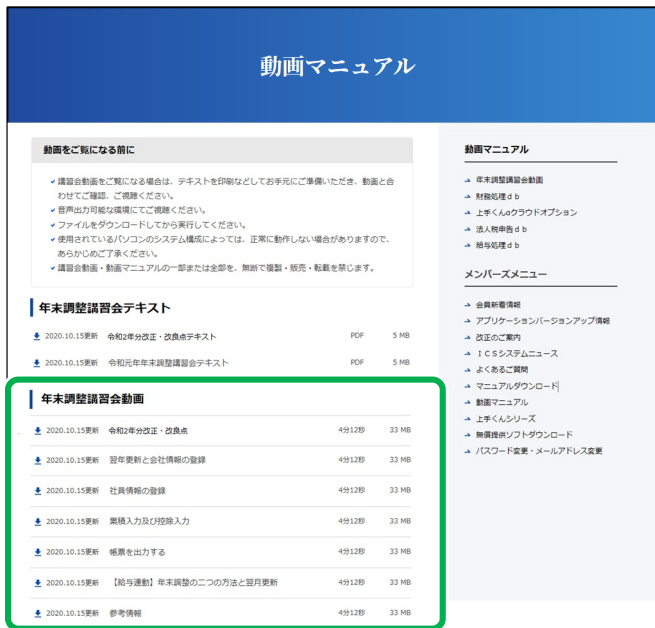 動画マニュアル
動画をご覧になる前に
講習会動画をご覧になる場合は、テキストを印刷などしてお手元にご準備いただき、動画と合
わせてご確認、ご視聴ください。
音声出力可能な環境にてご視聴ください。
ファイルをダウンロードしてから実行してください。
使用されているパソコンのシステム構成によっては、正常に動作しない場合がありますので、
あらかじめご了承ください。
講習会動画・動画マニュアルの一部または全部を、無断で複製・販売・転載を禁じます。
年末調整講習会テキスト
2020.10.15更新 令和2年分改正・改良点テキスト PDF 5 MB
2020.10.15更新 令和元年年末調整講習会テキスト PDF 5 MB
年末調整講習会動画
2020.10.15更新 令和2年分改正・改良点 4分12秒 33 MB
2020.10.15更新 翌年更新と会社情報の登録 4分12秒 33 MB
2020.10.15更新 社員情報の登録 4分12秒 33 MB
2020.10.15更新 累積入力及び控除入力 4分12秒 33 MB
2020.10.15更新 帳票を出力する 4分12秒 33 MB
2020.10.15更新 【給与連動】年末調整の二つの方法と翌月更新 4分12秒 33 MB
2020.10.15更新 参考情報 4分12秒 33 MB
動画マニュアル
年末調整講習会動画
財務処理ｄｂ
上手くんαクラウドオプション
法人税申告ｄｂ
給与処理ｄｂ
メンバーズメニュー
会員新着情報
アプリケーションバージョンアップ情報
改正のご案内
ＩＣＳシステムニュース
よくあるご質問
マニュアルダウンロード
動画マニュアル
上手くんシリーズ
無償提供ソフトダウンロード
パスワード変更・メールアドレス変更